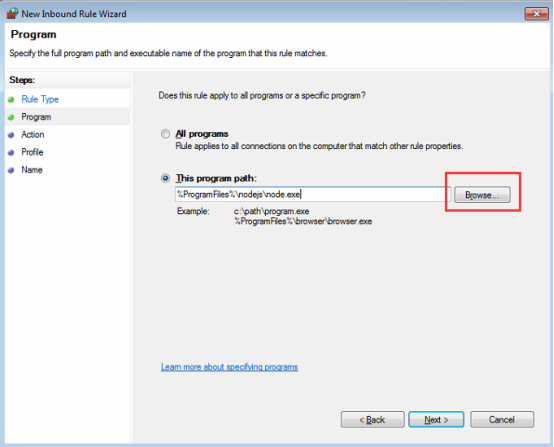 New Inbound Rule Wizard
Program
Specify the full program path and executable name of the program that this rule matches.
Steps:
Rule Type
Program
Action
Profile
Name
Does this rule apply to all programs or a specific program?
All programs
Rule applies to all connections on the computer that match other rule properties.
This program path:
%ProgramFiles%\nodejs\node.exe
Browse...
Example:
c:\path\program.exe
%ProgramFiles%\browser\browser.exe
Learn more about specifying programs
< Back
Next >
Cancel